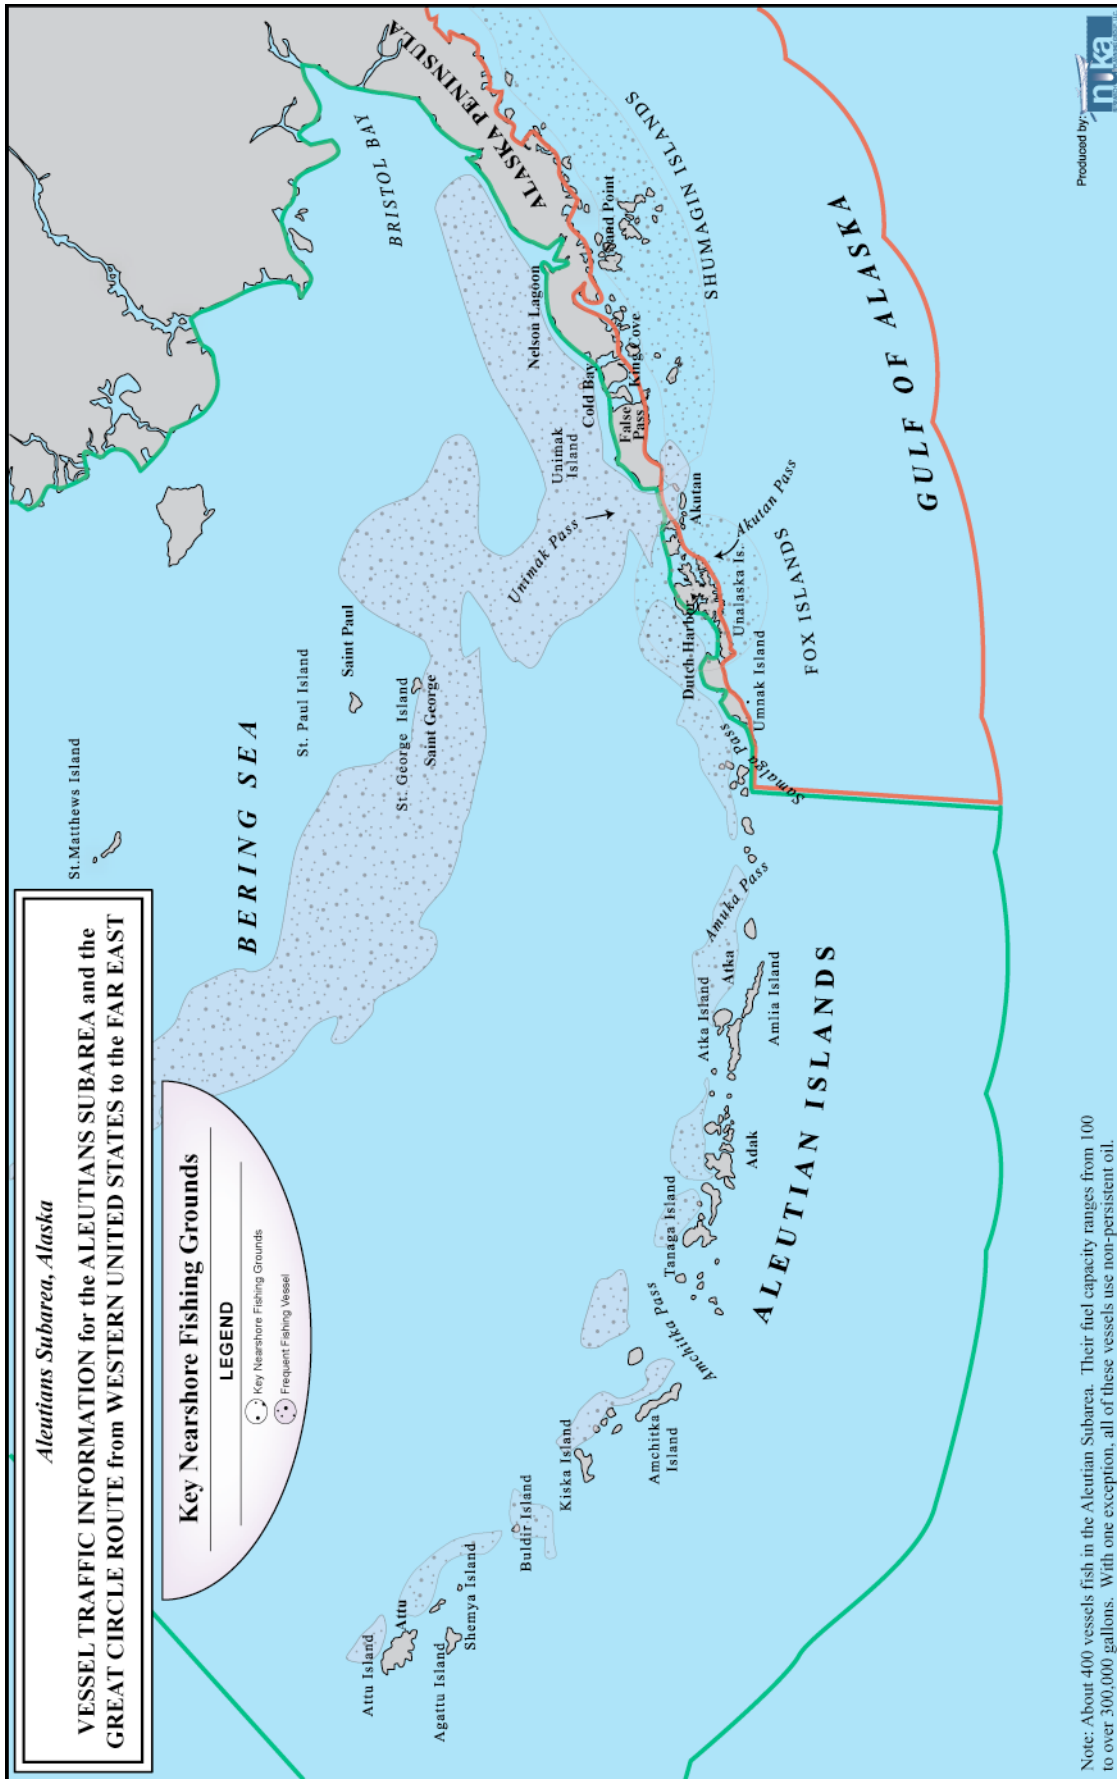 Aleutians Subarea, Alaska
VESSEL TRAFFIC INFORMATION for the ALEUTIANS SUBAREA and the
GREAT CIRCLE ROUTE from WESTERN UNITED STATES to the FAR EAST
Key Nearshore Fishing Grounds
LEGEND
Key Nearshore Fishing Grounds
Frequent Fishing Vessel
St.Matthews Island
BERING SEA
St. Paul Island
Saint Paul
St. George Island
Saint George
BRISTOL BAY
ALASKA PENINSULA
ALASKA PENINSULA
Nelson Lagoon
Unimak
Island
Cold Bay
False
Pass
King Cove
Sand Point
SHUMAGIN ISLANDS
Unimak Pass
Akutan
Akutan Pass
Dutch Harbor
Unalaska Is.
FOX ISLANDS
Umnak Island
Samalga Pass
GULF OF ALASKA
Attu Island
Attu
Agattu Island
Shemya Island
Buldir Island
Kiska Island
Amchitka
Island
Amchitka Pass
Tanaga Island
Adak
Atka Island
Atka
Amlia Island
Amuka Pass
ALEUTIAN ISLANDS
Note: About 400 vessels fish in the Aleutian Subarea. Their fuel capacity ranges from 100
to over 300,000 gallons. With one exception, all of these vessels use non-persistent oil.
Produced by:
nuka